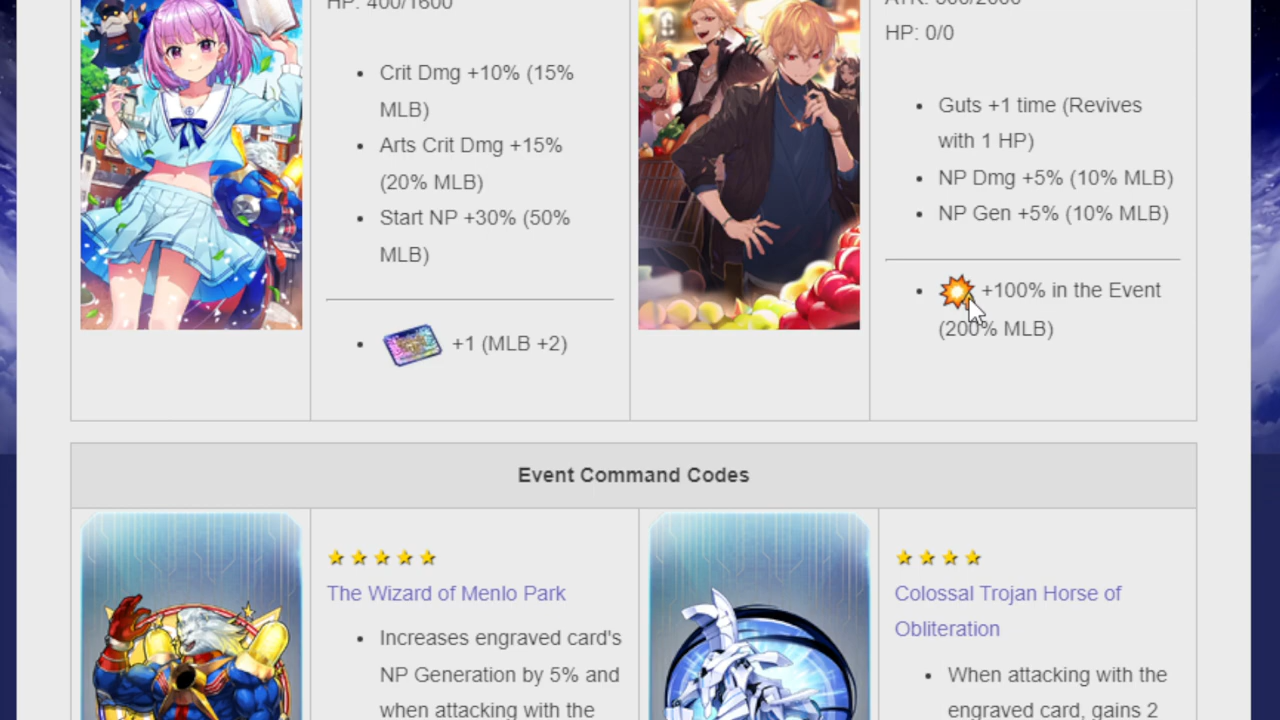 HP: 400/1600
Crit Dmg +10% (15%
MLB)
Arts Crit Dmg +15%
(20% MLB)
Start NP +30% (50%
MLB)
+1 (MLB +2)
HP: 0/0
Guts +1 time (Revives
with 1 HP)
NP Dmg +5% (10% MLB)
NP Gen +5% (10% MLB)
+100% in the Event
(200% MLB)
Event Command Codes
The Wizard of Menlo Park
Increases engraved card's
NP Generation by 5% and
when attacking with the
Colossal Trojan Horse of
Obliteration
When attacking with the
engraved card, gains 2